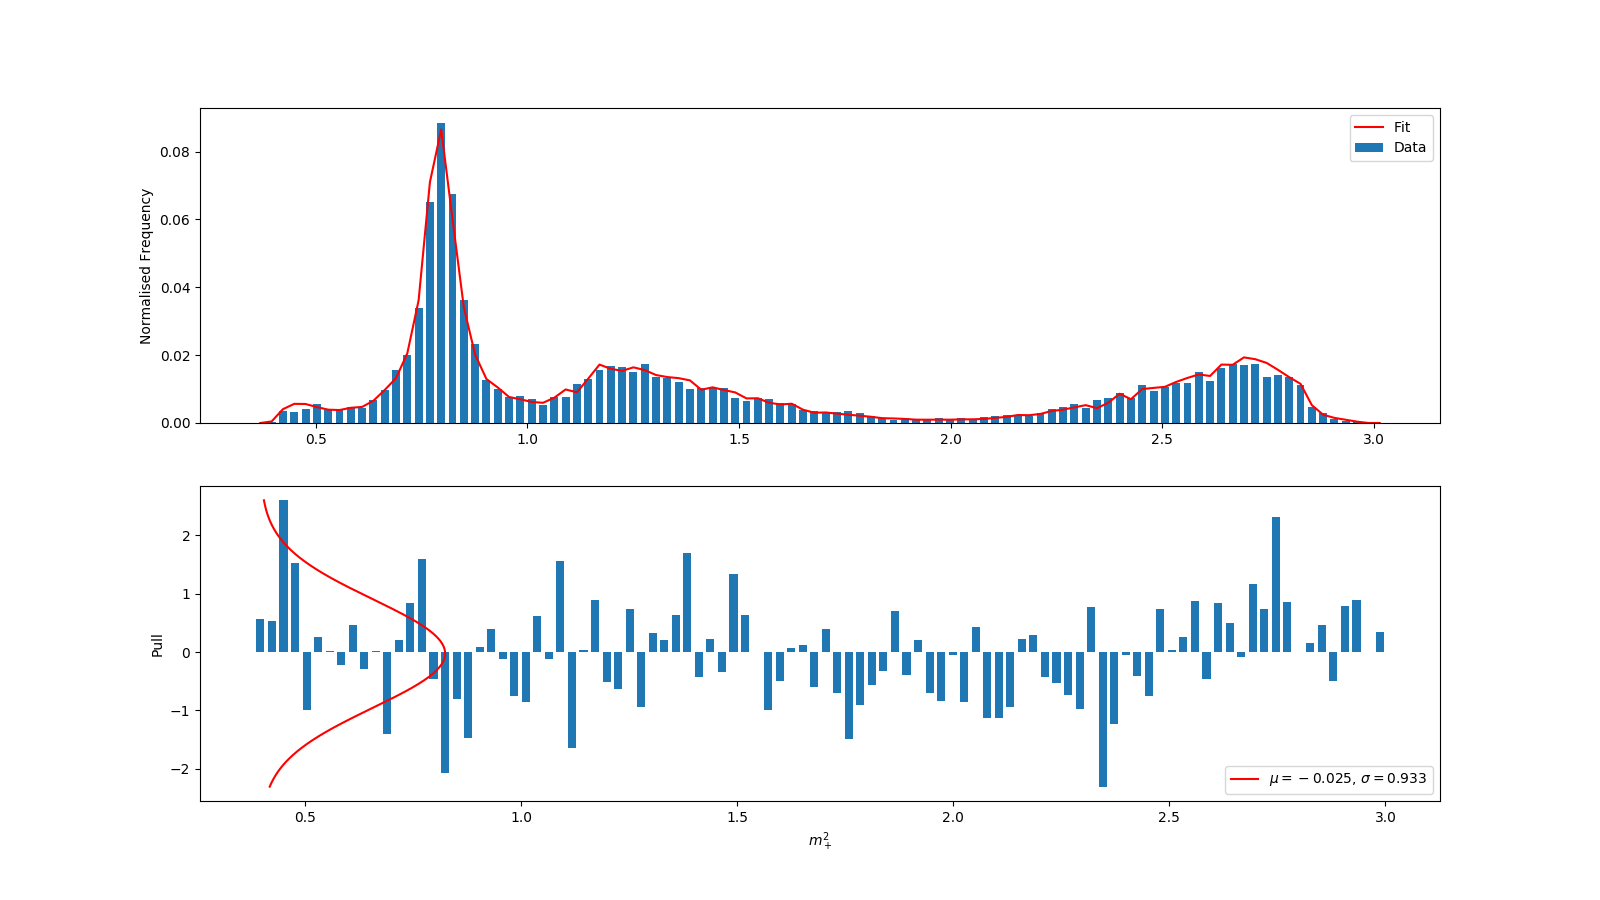 Normalised Frequency
0.08
0.06
0.04
0.02
0.00
0.5 1.0 1.5 2.0 2.5 3.0
Fit
Data
Pull
2
1
0
−1
−2
0.5 1.0 1.5 2.0 2.5 3.0
μ = −0.025, σ = 0.933
m²₊